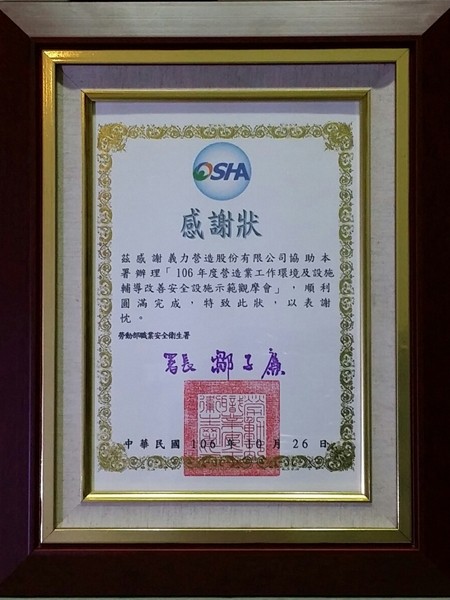 OSHA
感謝狀
茲感謝義力營造股份有限公司協助本
署辦理「106年度營造業工作環境及設施
輔導改善安全設施示範觀摩會」，順利
圓滿完成，特致此狀，以表謝
忱。
勞動部職業安全衛生署
署長 鄒子廉
中華民國 106 年 10 月 26 日